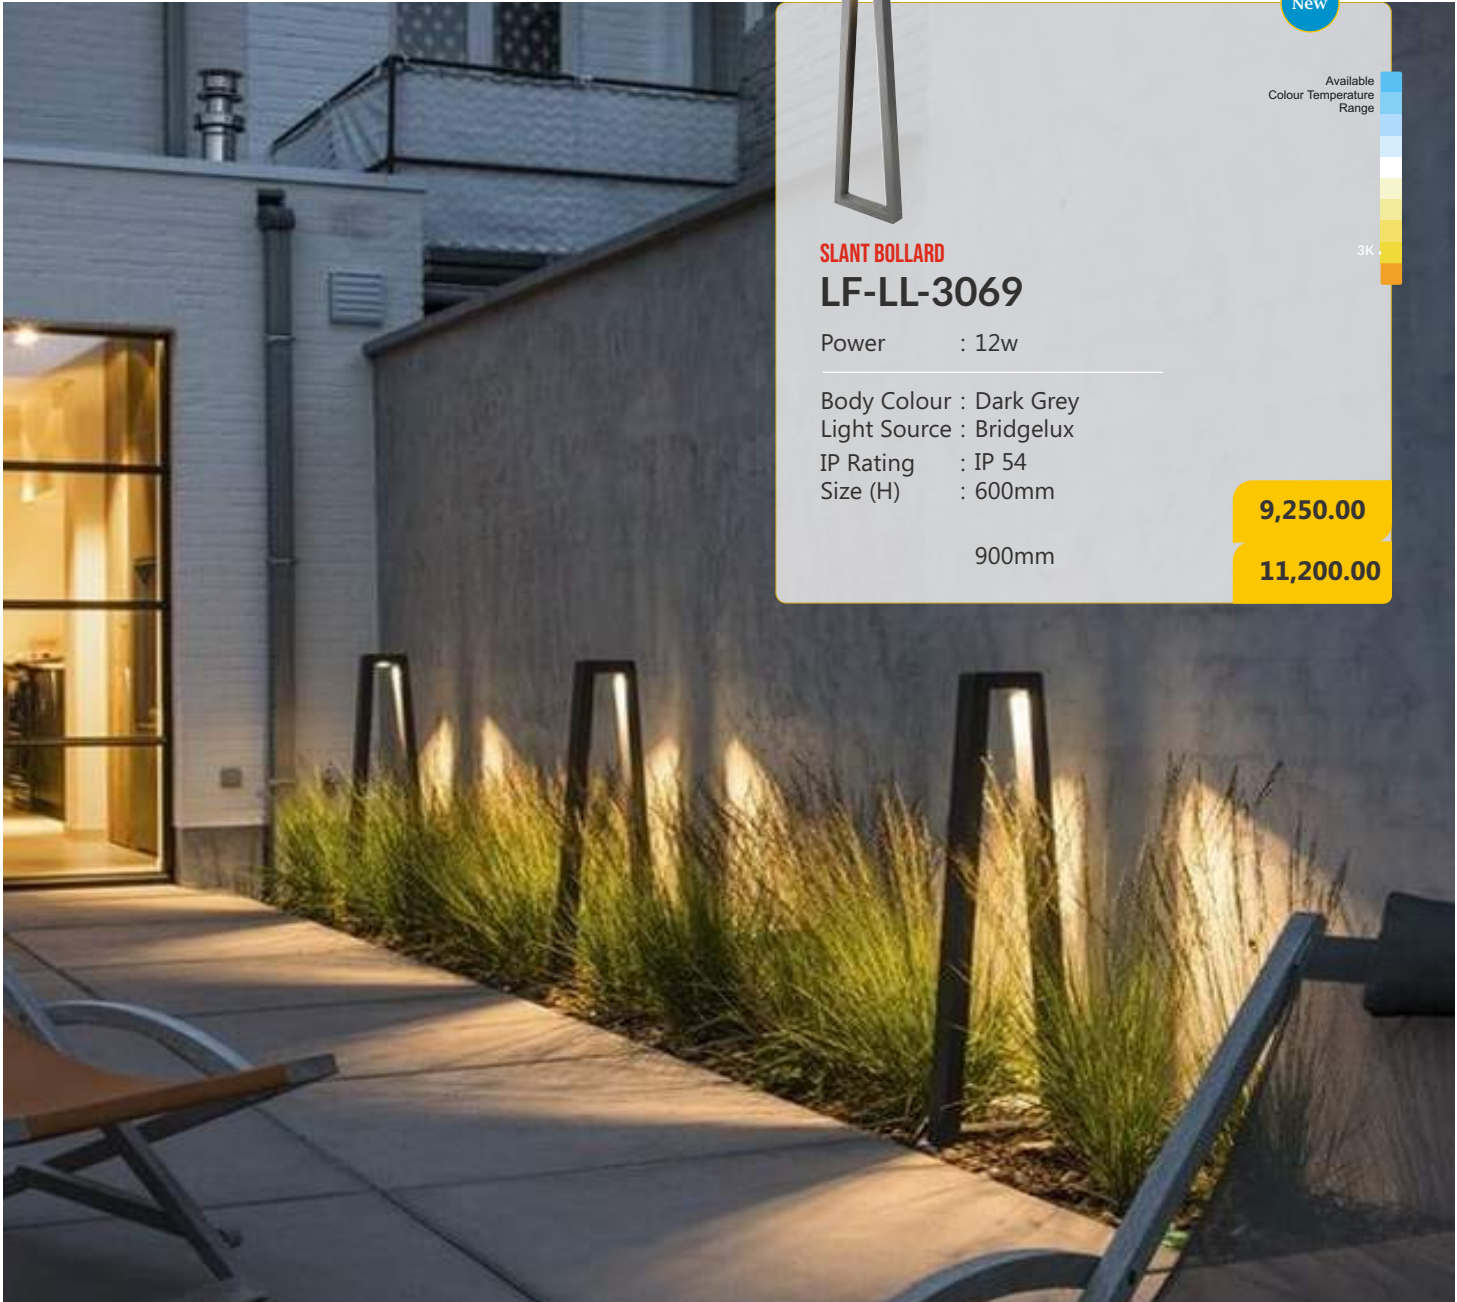 New
Available
Colour Temperature
Range
3K
SLANT BOLLARD
LF-LL-3069
Power : 12w
Body Colour : Dark Grey
Light Source : Bridgelux
IP Rating : IP 54
Size (H) : 600mm
9,250.00
900mm
11,200.00